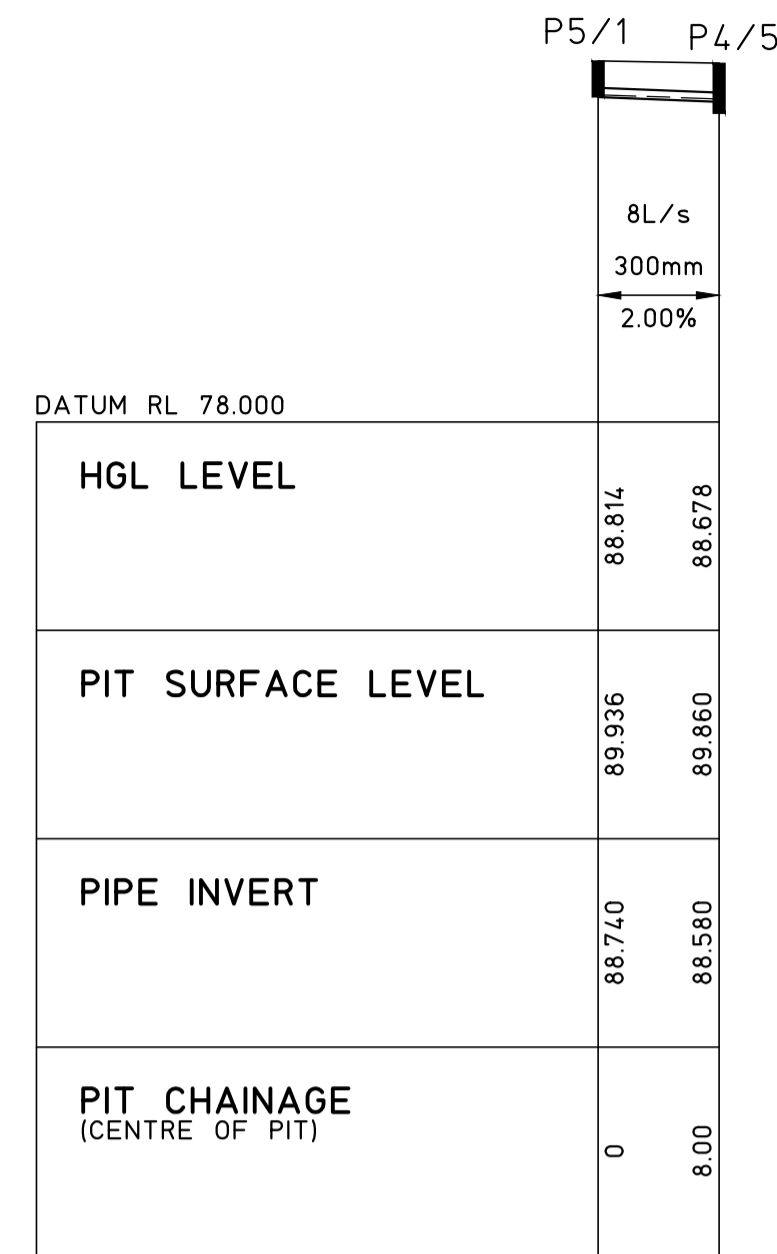 P5/1 P4/5
8L/s
300mm
2.00%
DATUM RL 78.000
HGL LEVEL 88.814 88.678
PIT SURFACE LEVEL 89.936 89.860
PIPE INVERT 88.740 88.580
PIT CHAINAGE 0 8.00
(CENTRE OF PIT)